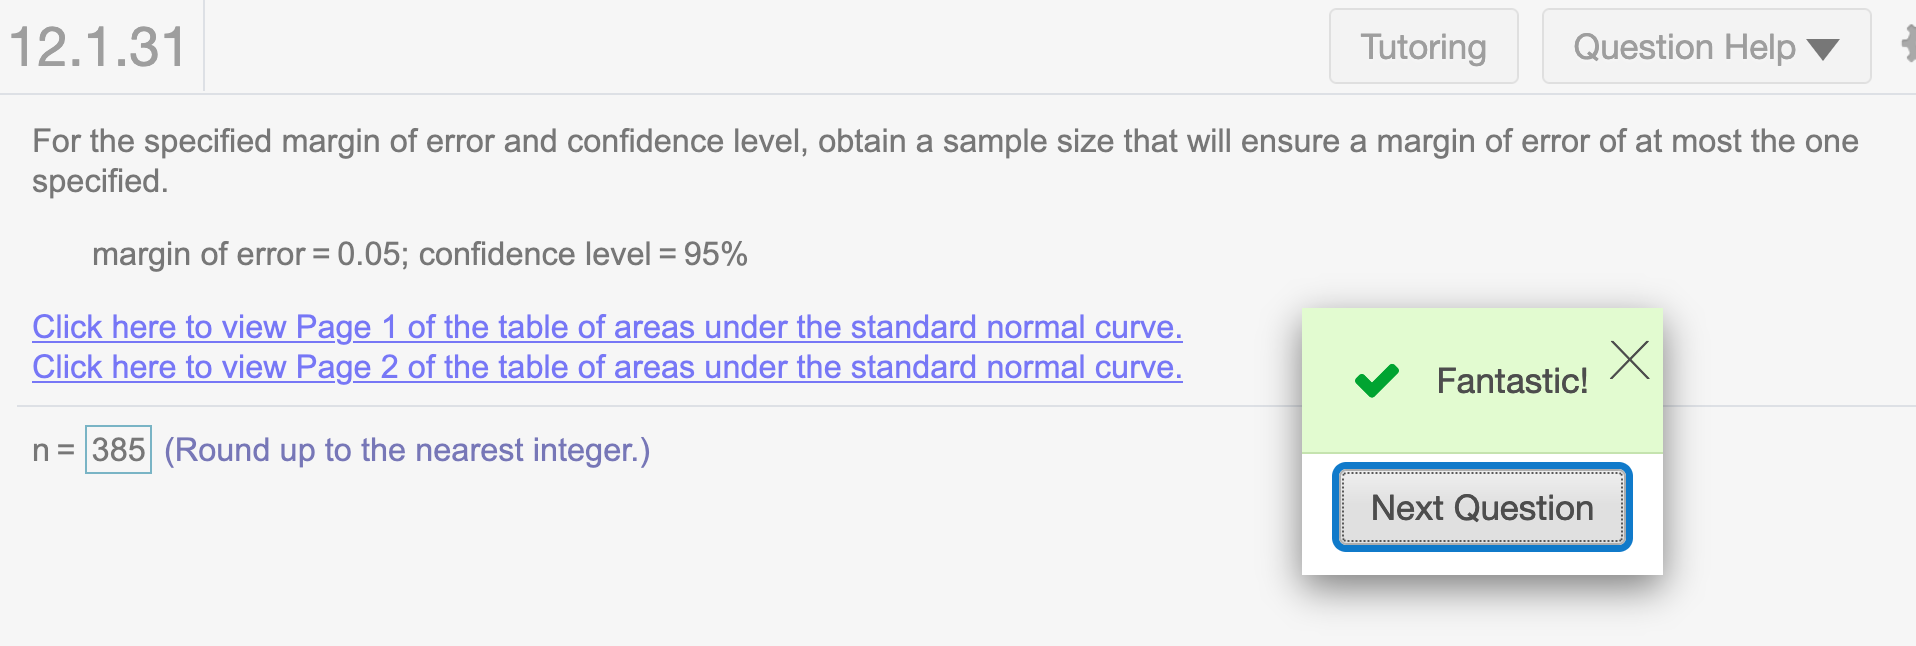 12.1.31
Tutoring
Question Help
For the specified margin of error and confidence level, obtain a sample size that will ensure a margin of error of at most the one
specified.
margin of error = 0.05; confidence level = 95%
Click here to view Page 1 of the table of areas under the standard normal curve.
Click here to view Page 2 of the table of areas under the standard normal curve.
Fantastic!
n = 385 (Round up to the nearest integer.)
Next Question